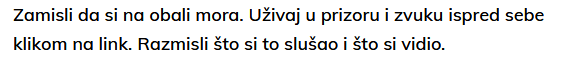 Zamisli da si na obali mora. Uživaj u prizoru i zvuku ispred sebe
klikom na link. Razmisli što si to slušao i što si vidio.